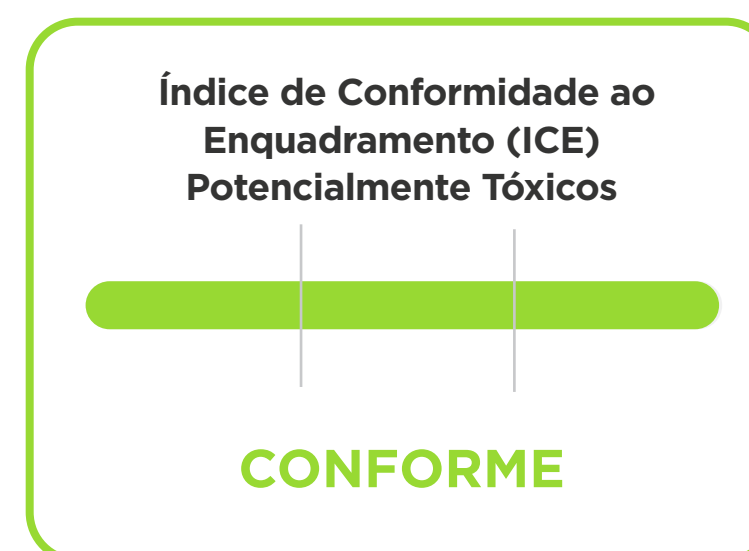 Índice de Conformidade ao
Enquadramento (ICE)
Potencialmente Tóxicos
CONFORME